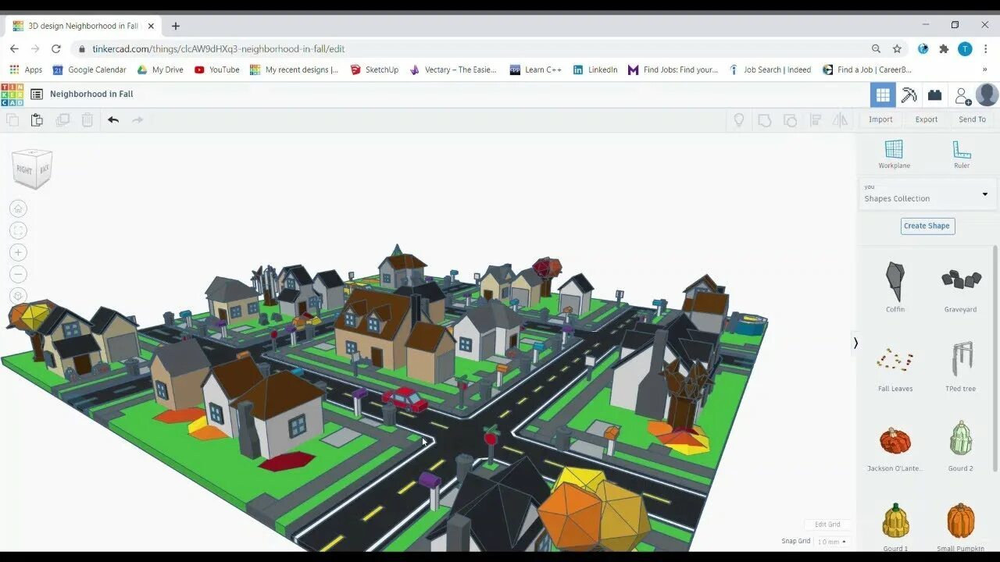 3D design Neighborhood in Fall
tinkercad.com/things/clcAW9dHXq3-neighborhood-in-fall/edit
T
Apps
Google Calendar
My Drive
YouTube
My recent designs |...
SketchUp
Vectary – The Easie...
Learn C++
LinkedIn
Find Jobs: Find your...
Job Search | Indeed
Find a Job | CareerB...
»
TIN
KER
CAD
Neighborhood in Fall
Import
Export
Send To
RIGHT
BACK
Workplane
Ruler
you
Shapes Collection
Create Shape
Coffin
Graveyard
Fall Leaves
TPed tree
Jackson O'Lante...
Gourd 2
Edit Grid
Snap Grid
1.0 mm
Gourd 1
Small Pumpkin